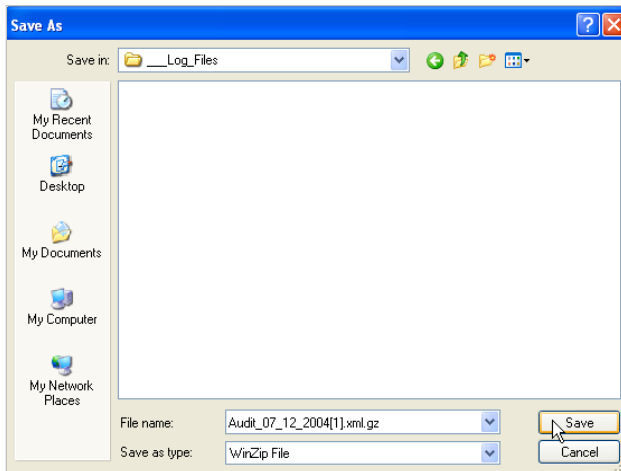 Save As
Save in: ___Log_Files
My Recent
Documents
Desktop
My Documents
My Computer
My Network
Places
File name: Audit_07_12_2004[1].xml.gz Save
Save as type: WinZip File Cancel